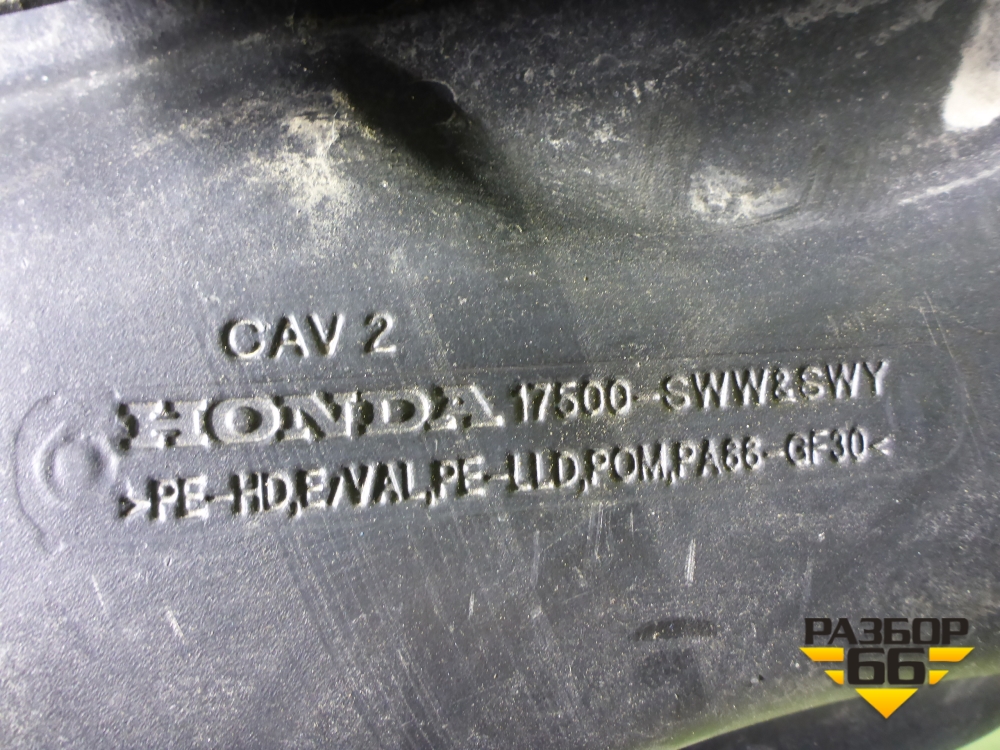 CAV 2
HONDA 17500-SWW&SWY
>PE-HD,E/VAL,PE-LLD,POM,PA66-GF30<
РАЗБОР
66